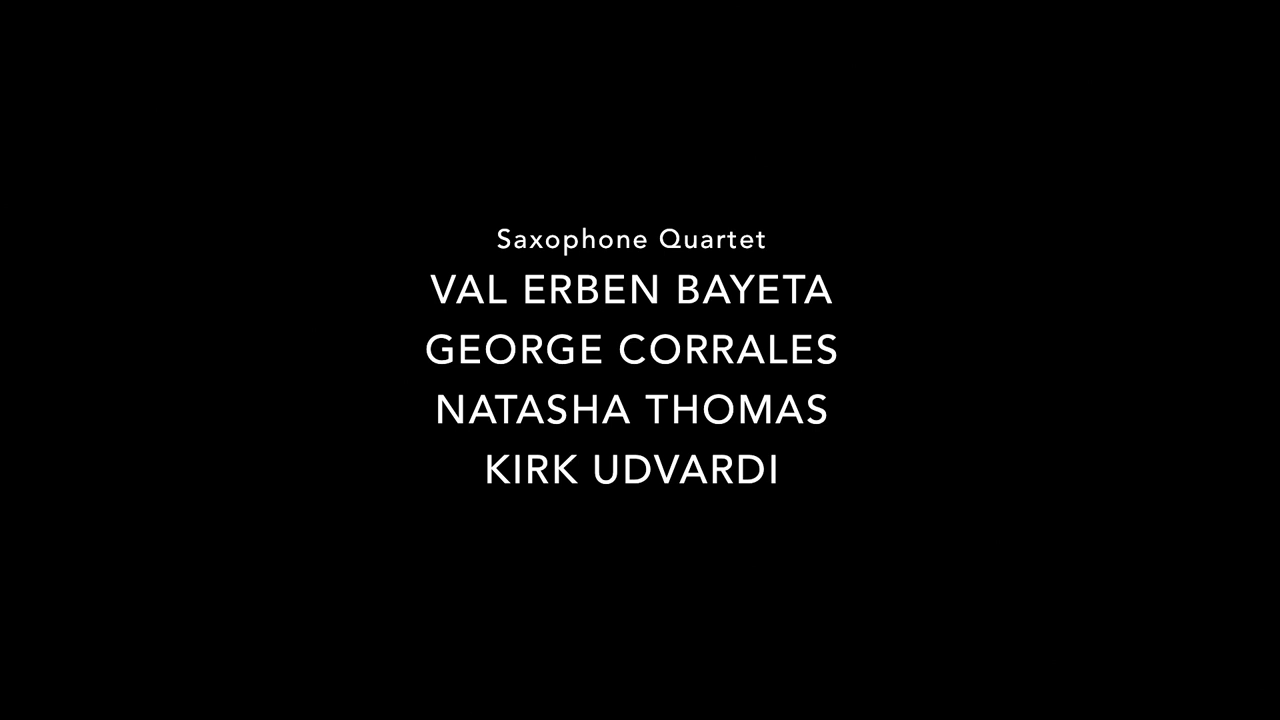 Saxophone Quartet
VAL ERBEN BAYETA
GEORGE CORRALES
NATASHA THOMAS
KIRK UDVARDI